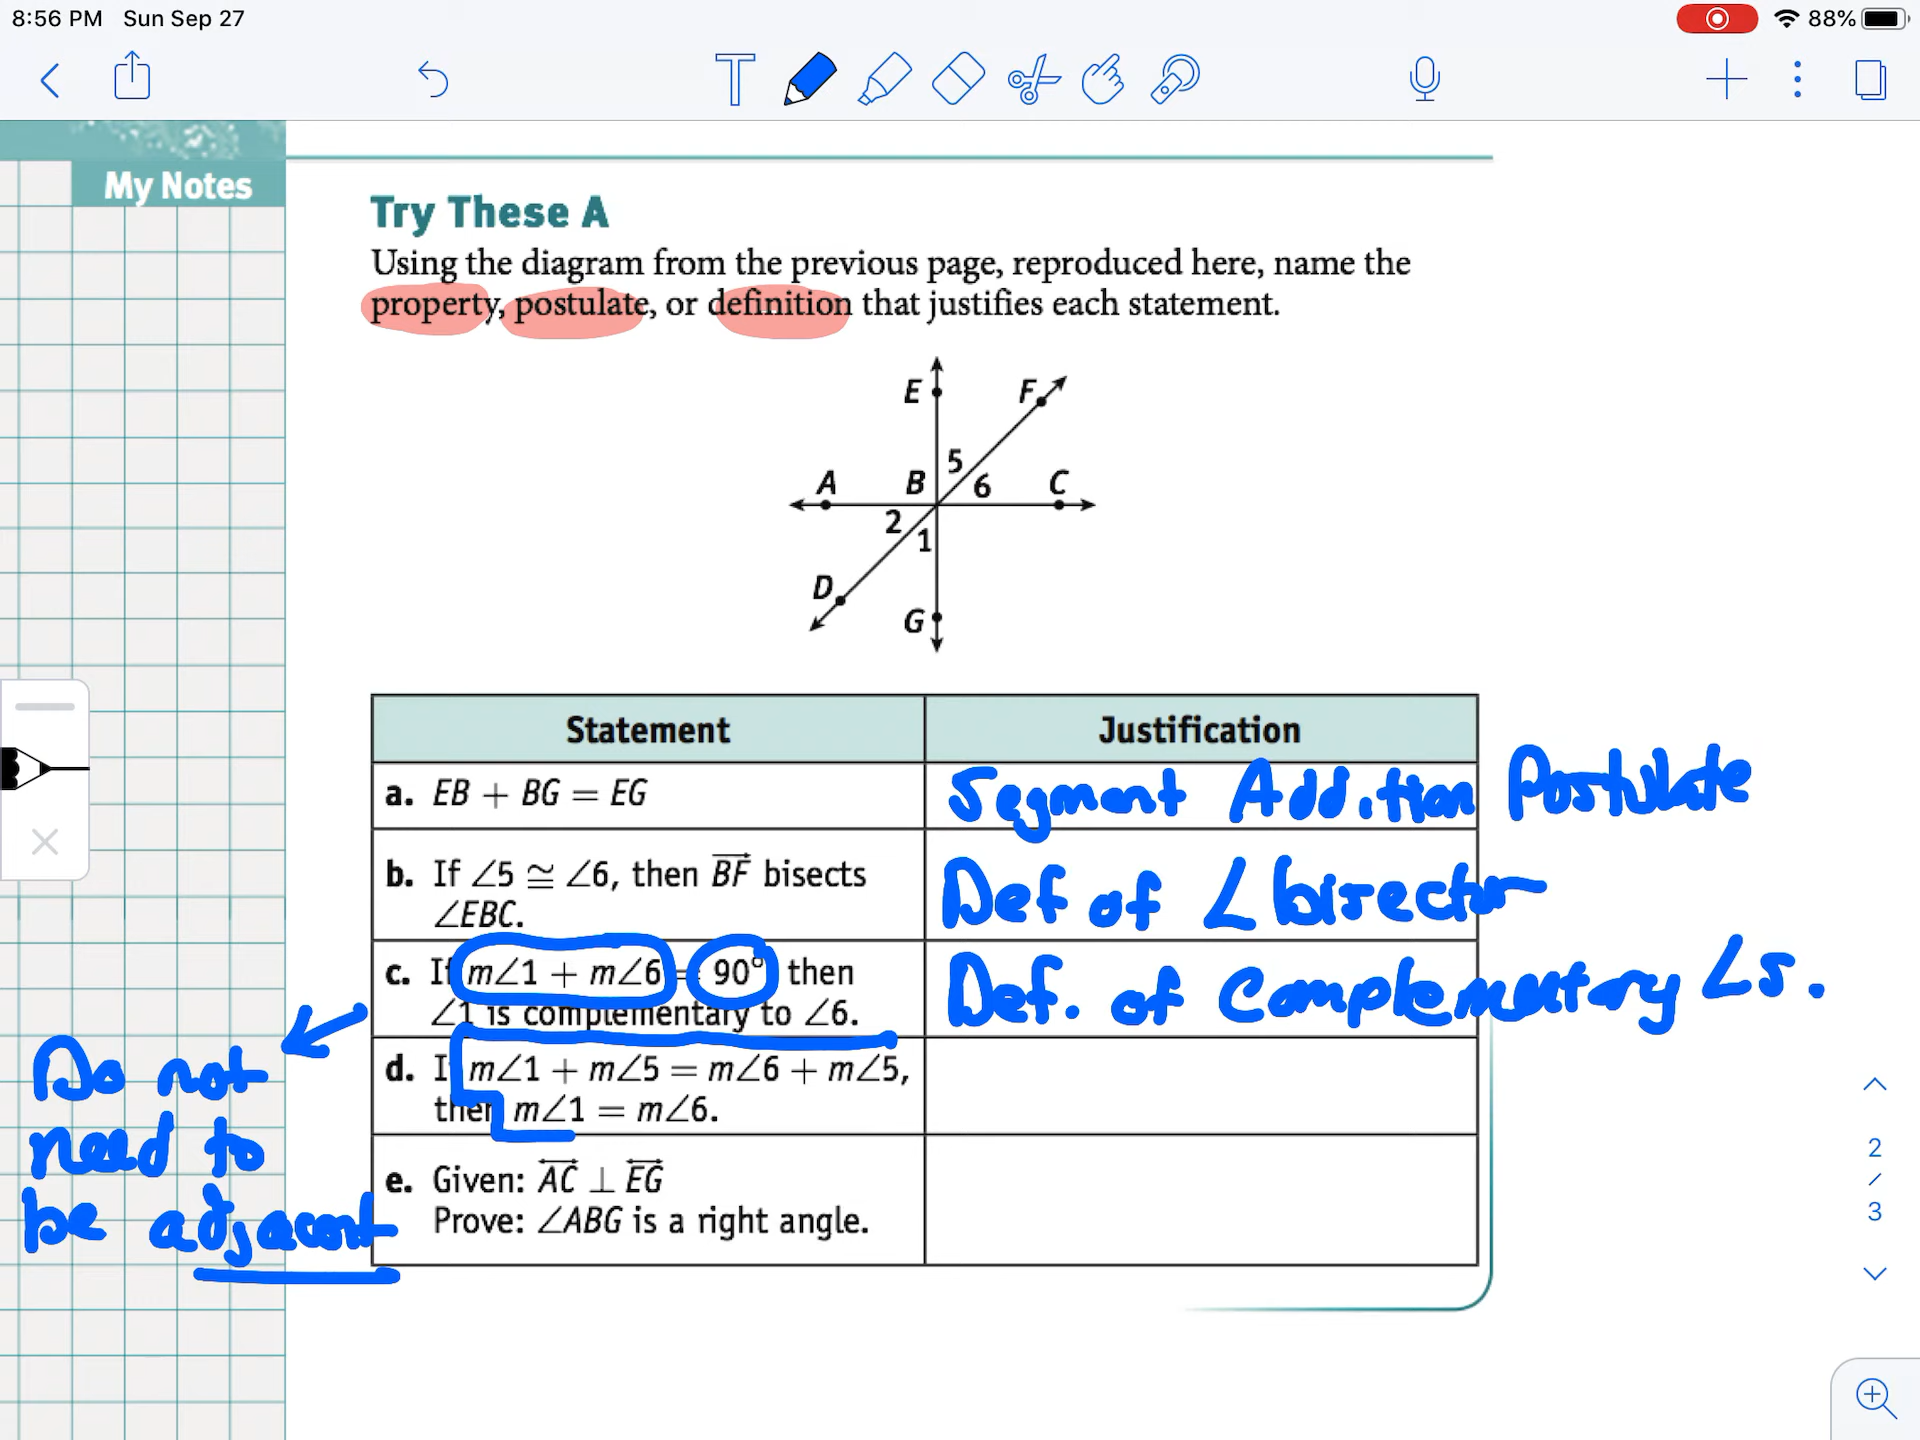 8:56 PM Sun Sep 27
88%
My Notes
Try These A
Using the diagram from the previous page, reproduced here, name the
property, postulate, or definition that justifies each statement.
E
F
5
A
B
6
C
2
1
D
G
Statement
Justification
a. EB + BG = EG
Segment Addition Postulate
b. If ∠5 ≅ ∠6, then BF bisects
∠EBC.
Def of ∠ bisector
c. If m∠1 + m∠6 = 90° then
∠1 is complementary to ∠6.
Def. of Complementary ∠s.
Do not
need to
be adjacent
d. If m∠1 + m∠5 = m∠6 + m∠5,
then m∠1 = m∠6.
e. Given: AC ⊥ EG
Prove: ∠ABG is a right angle.
2
/
3